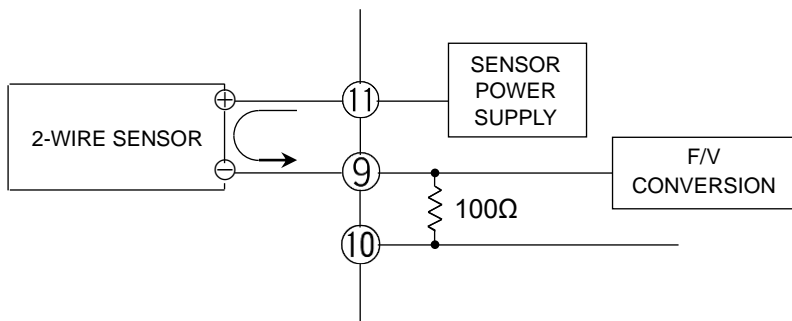 SENSOR
POWER
SUPPLY
11
+
2-WIRE SENSOR
F/V
CONVERSION
−
9
100Ω
10